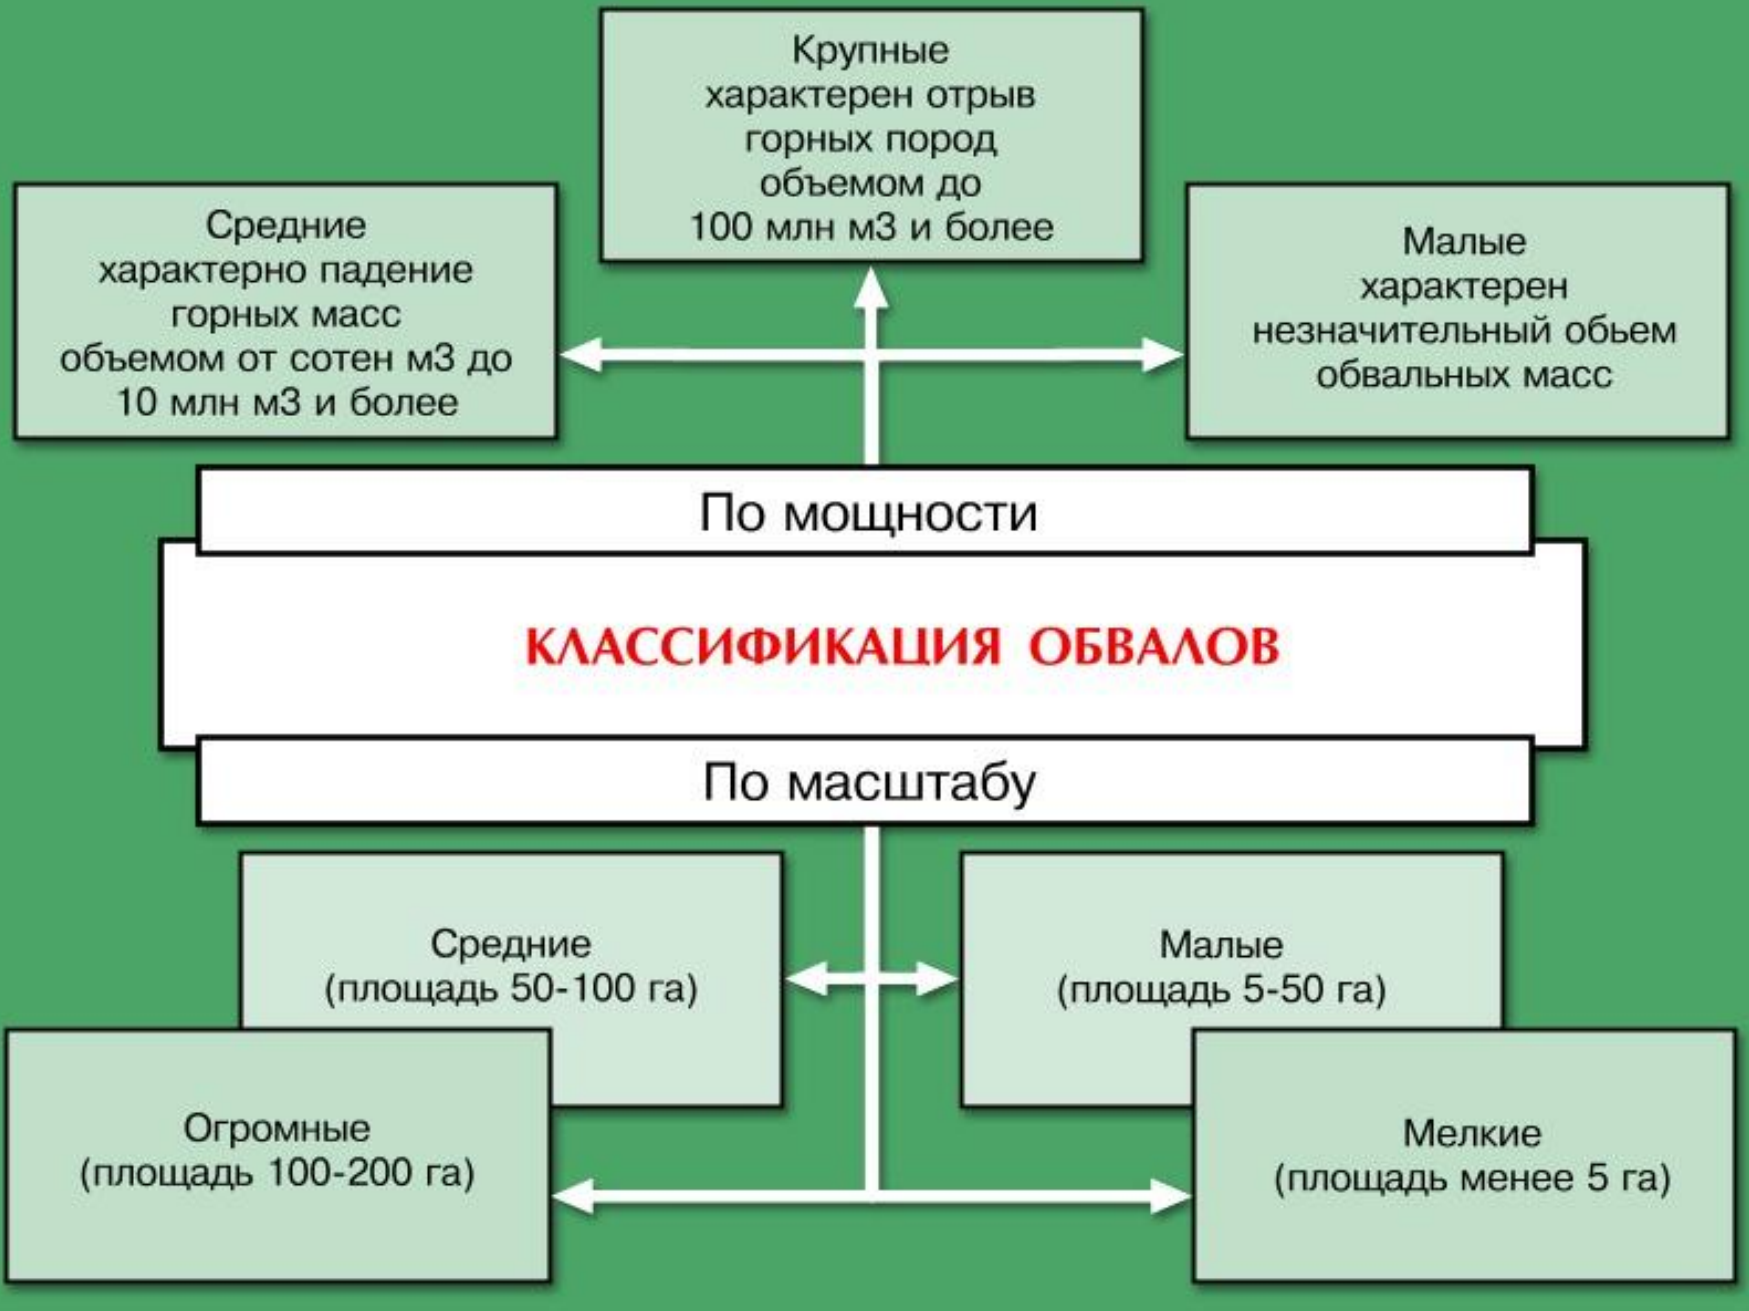 Крупные
характерен отрыв
горных пород
объемом до
100 млн м3 и более
Средние
характерно падение
горных масс
объемом от сотен м3 до
10 млн м3 и более
Малые
характерен
незначительный обьем
обвальных масс
По мощности
КЛАССИФИКАЦИЯ ОБВАЛОВ
По масштабу
Средние
(площадь 50-100 га)
Малые
(площадь 5-50 га)
Огромные
(площадь 100-200 га)
Мелкие
(площадь менее 5 га)